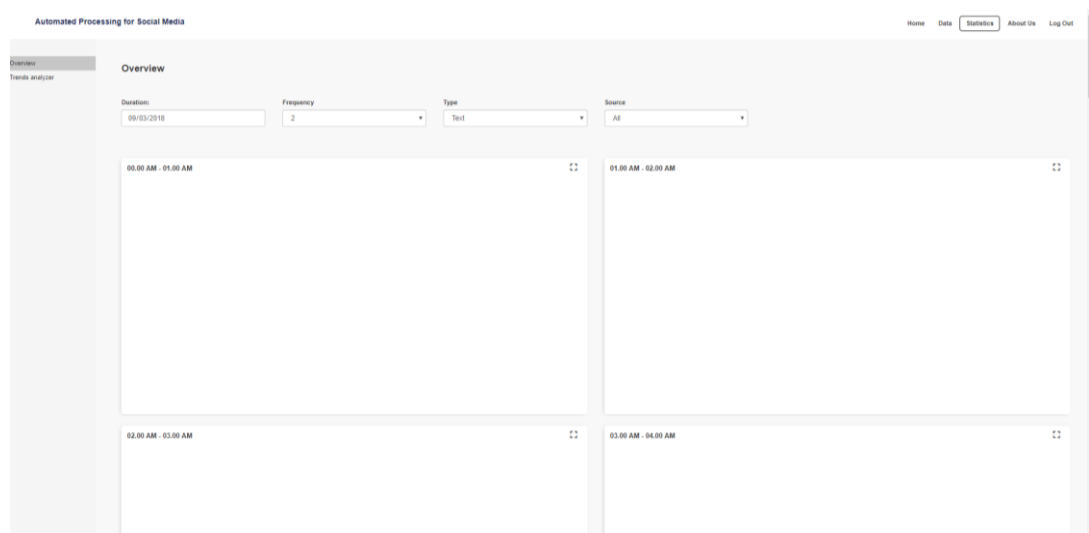 Automated Processing for Social Media
Home Data Statistics About Us Log Out
Overview
Trends analyzer
Overview
Duration: Frequency Type Source
09/03/2018 2 Text All
00.00 AM - 01.00 AM 01.00 AM - 02.00 AM
02.00 AM - 03.00 AM 03.00 AM - 04.00 AM